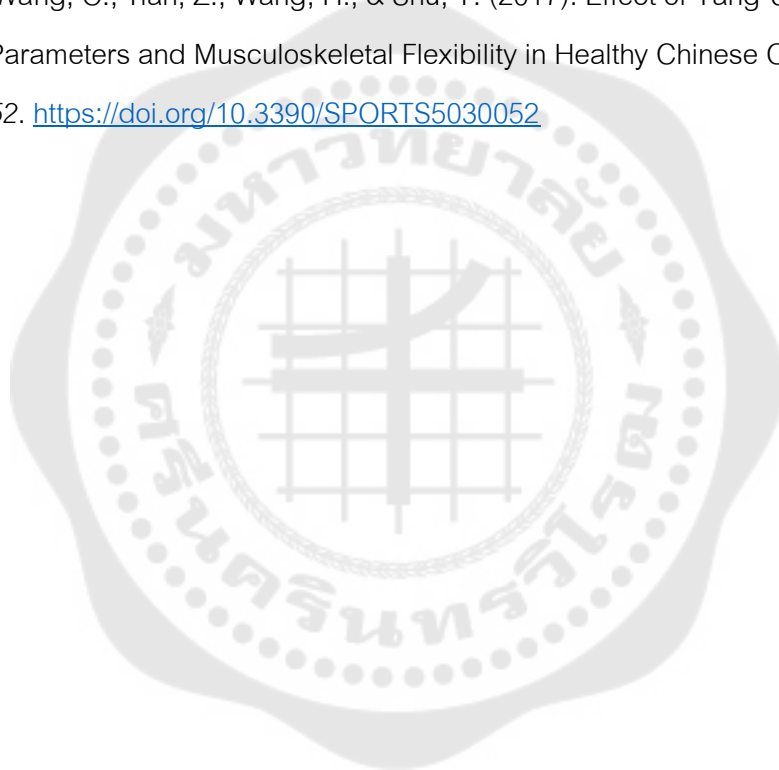 Wang, C., Tian, Z., Wang, H., & Shu, Y. (2017). Effect of Yang-
Parameters and Musculoskeletal Flexibility in Healthy Chinese
52. https://doi.org/10.3390/SPORTS5030052
มหาวิทยาลัย
ศรีนครินทรวิโรฒ